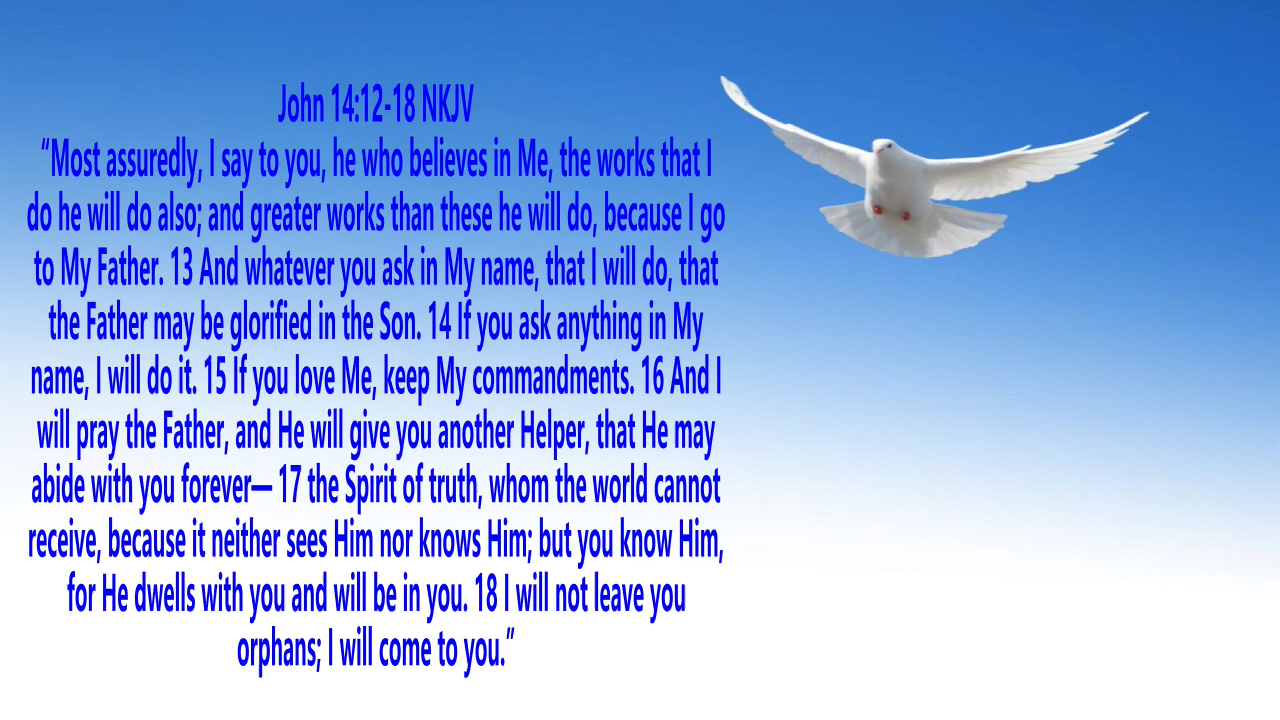 John 14:12-18 NKJV
“Most assuredly, I say to you, he who believes in Me, the works that I
do he will do also; and greater works than these he will do, because I go
to My Father. 13 And whatever you ask in My name, that I will do, that
the Father may be glorified in the Son. 14 If you ask anything in My
name, I will do it. 15 If you love Me, keep My commandments. 16 And I
will pray the Father, and He will give you another Helper, that He may
abide with you forever— 17 the Spirit of truth, whom the world cannot
receive, because it neither sees Him nor knows Him; but you know Him,
for He dwells with you and will be in you. 18 I will not leave you
orphans; I will come to you.”